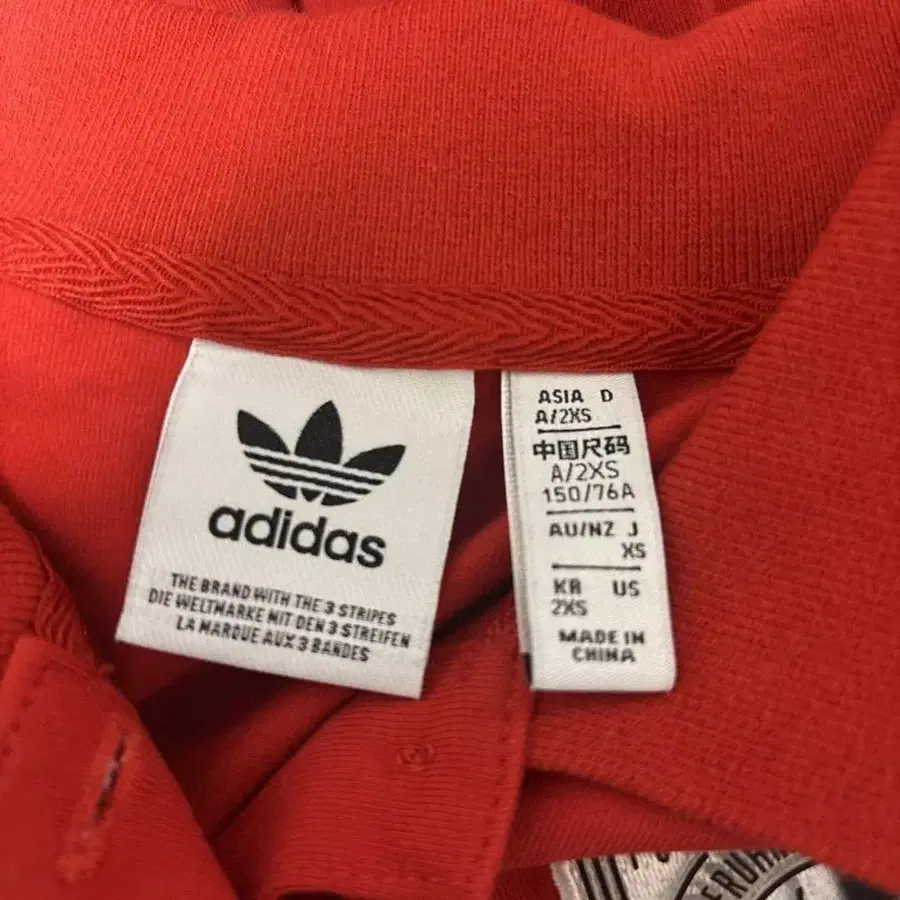 adidas
THE BRAND WITH THE 3 STRIPES
DIE WELTMARKE MIT DEN 3 STREIFEN
LA MARQUE AUX 3 BANDES
ASIA D
A/2XS
中国尺码
A/2XS
150/76A
AU/NZ J
XS
KR US
2XS
MADE IN
CHINA